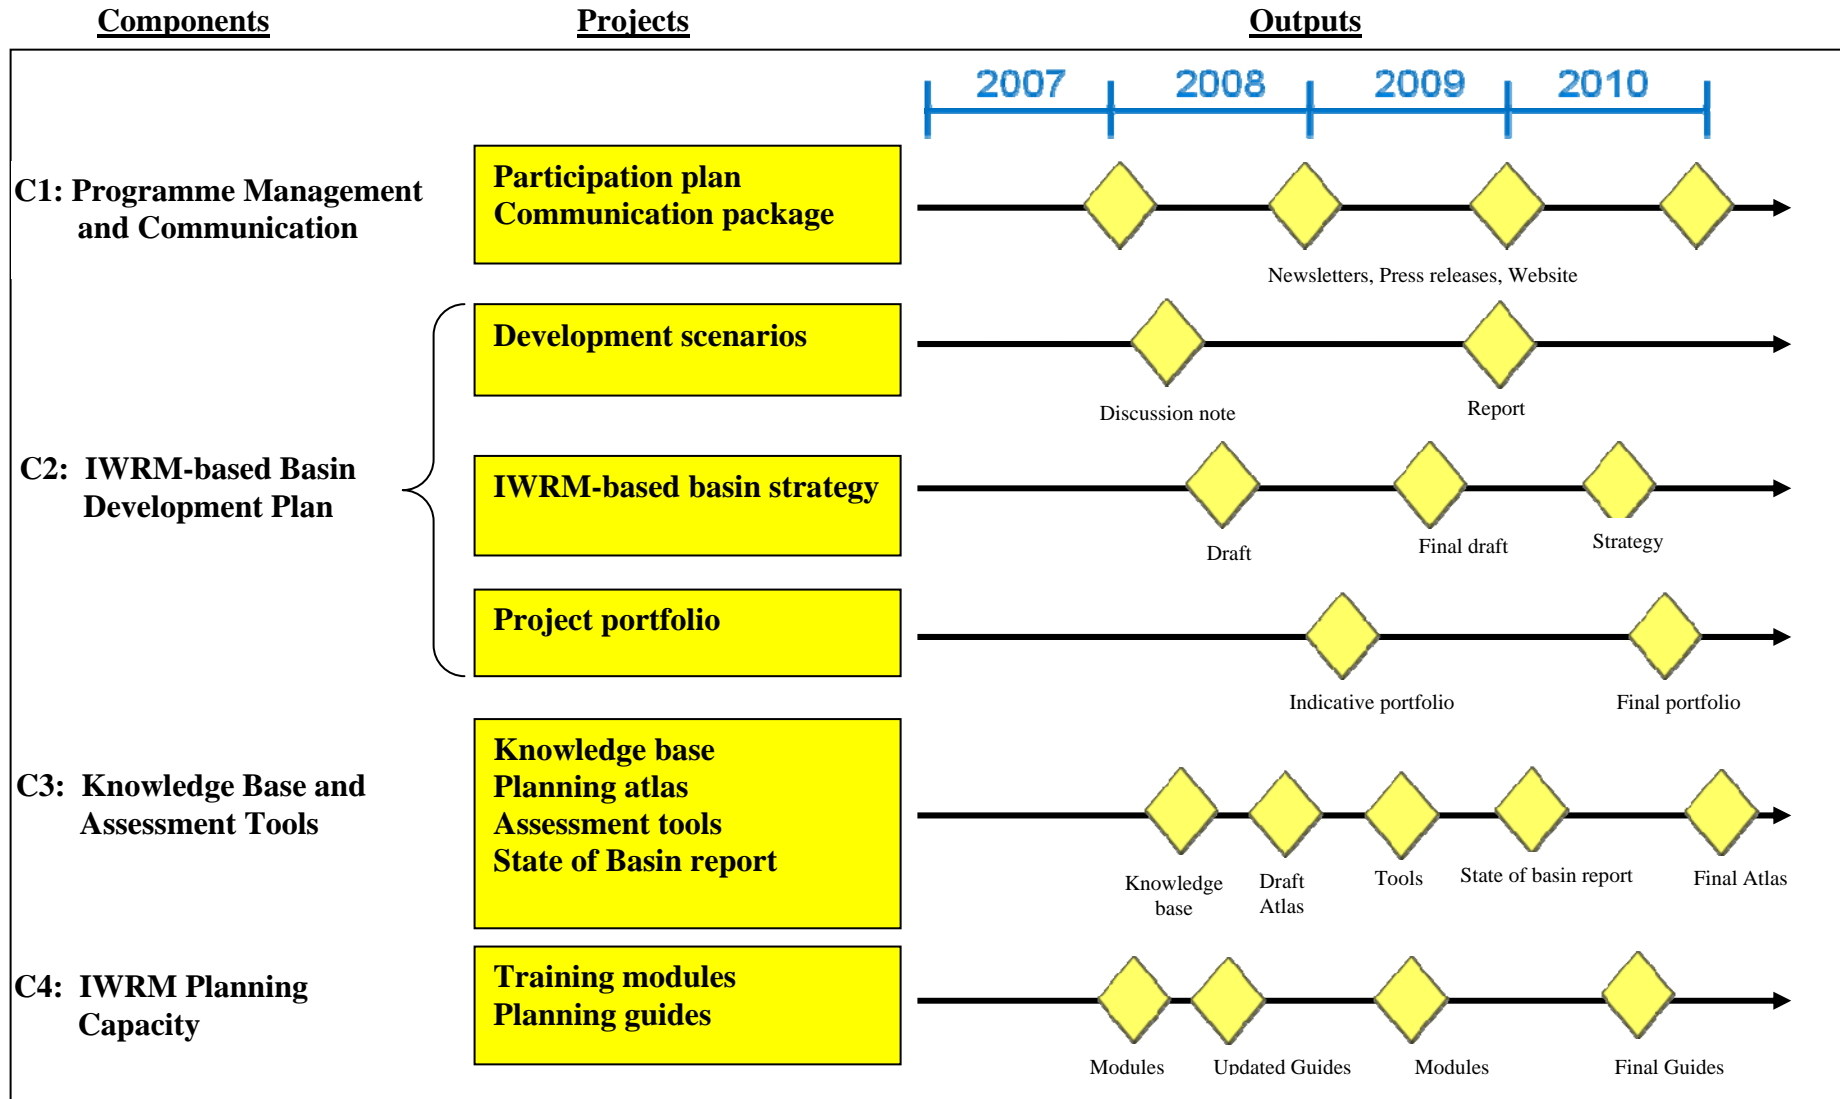 Components Projects Outputs
2007 2008 2009 2010
C1: Programme Management
and Communication
Participation plan
Communication package
Newsletters, Press releases, Website
Development scenarios
Discussion note
Report
C2: IWRM-based Basin
Development Plan
IWRM-based basin strategy
Draft
Final draft
Strategy
Project portfolio
Indicative portfolio
Final portfolio
C3: Knowledge Base and
Assessment Tools
Knowledge base
Planning atlas
Assessment tools
State of Basin report
Knowledge
base
Draft
Atlas
Tools
State of basin report
Final Atlas
C4: IWRM Planning
Capacity
Training modules
Planning guides
Modules
Updated Guides
Modules
Final Guides